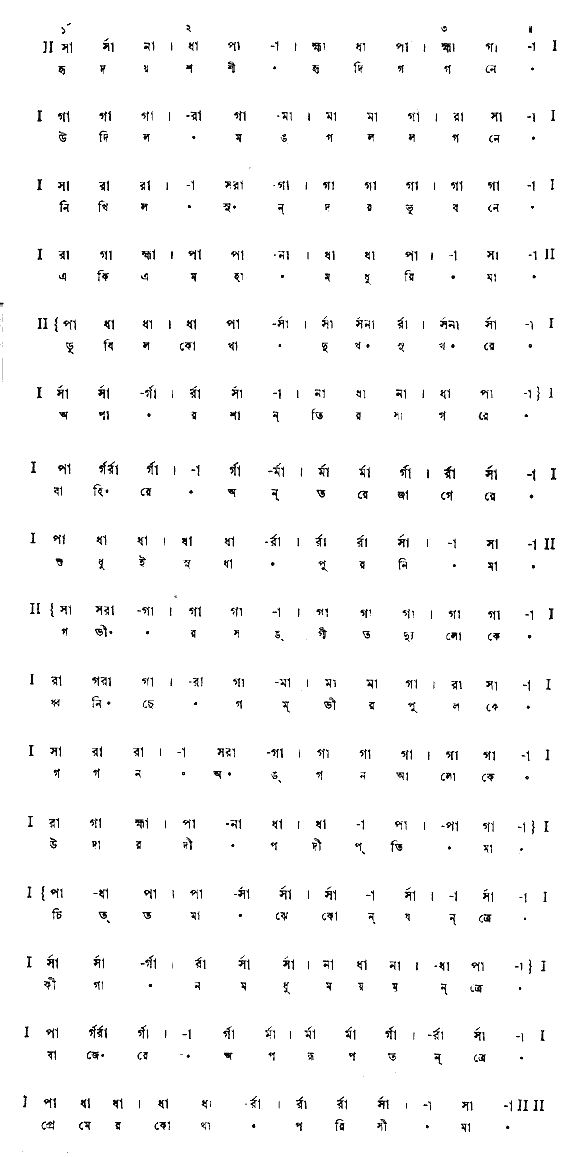 ১´ ২ ৩ ৪
II সা র্সা না । ধা পা -া । হ্মা ধা পা । হ্মা গা -া I
হৃ দ য় শ শী • হৃ দি গ গ নে •
I গা গা গা । -রা গা -মা । মা মা গা । রা সা -া I
উ দি ল • ম ঙ গ ল ল গ নে •
I সা রা রা । -া সরা -গা । গা গা গা । গা গা -া I
নি খি ল • সু• ন্ দ র ভু ব নে •
I রা গা হ্মা । পা পা -না । ধা ধা পা । -া সা -া II
এ কি এ ম হা • ম ধু রি • মা •
II { পা ধা ধা । ধা পা -র্সা । র্সা র্সনা র্রা । র্সনা র্সা -া I
ডু বি ল কো থা • দু খ• সু খ• রে •
I র্সা র্সা -র্গা । র্রা র্সা -া । না ধা না । ধা পা -া } I
অ পা • র শা ন্ তি র সা গ রে •
I পা র্গর্রা র্গা । -া র্গা -র্মা । র্মা র্মা র্গা । র্রা র্সা -া I
বা হি• রে • অ ন্ ত রে জা গে রে •
I পা ধা ধা । ধা ধা -র্রা । র্রা র্রা র্সা । -া সা -া II
শু ধু ই সু ধা • পু র নি • মা •
II { সা সরা -গা । গা গা -া । গা গা গা । গা গা -া I
গ ভী• • র স ঙ্ গী ত দ্যু লো কে •
I রা গরা গা । -রা গা -মা । মা মা গা । রা সা -া I
ধ্ব নি• ছে • গ ম্ ভী র পু ল কে •
I সা রা রা । -া সরা -গা । গা গা গা । গা গা -া I
গ গ ন • অ• ঙ্ গ ন আ লো কে •
I রা গা হ্মা । পা -না ধা । ধা -া পা । -পা গা -া } I
উ দা র দী • প দী প্ তি • মা •
I { পা -ধা পা । পা -র্সা র্সা । র্সা -া র্সা । -া র্সা -া I
চি ত্ ত মা • ঝে কো ন্ য ন্ ত্রে •
I র্সা র্সা -র্গা । র্রা র্সা র্সা । না ধা না । -ধা পা -া } I
কী গা • ন ম ধু ম য় ম ন্ ত্রে •
I পা র্গর্রা র্গা । -া র্গা র্মা । র্মা র্মা র্গা । -র্রা র্সা -া I
বা জে• রে • অ প রূ প ত ন্ ত্রে •
I পা ধা ধা । ধা ধা -র্রা । র্রা র্রা র্সা । -া সা -া II II
প্রে মে র কো থা • প রি সী • মা •